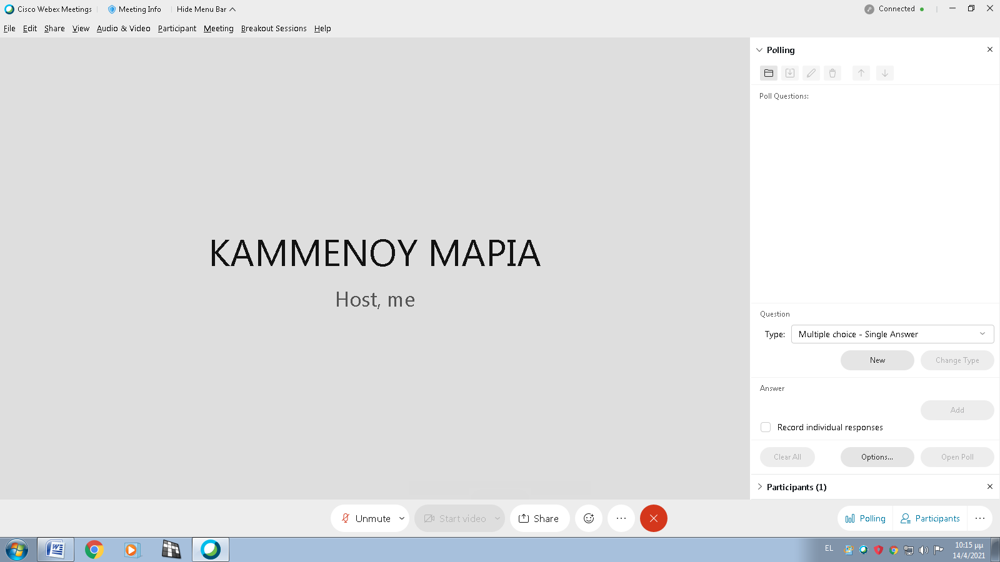 Cisco Webex Meetings
Meeting Info
Hide Menu Bar
Connected
File Edit Share View Audio & Video Participant Meeting Breakout Sessions Help
Polling
Poll Questions:
ΚΑΜΜΕΝΟΥ ΜΑΡΙΑ
Host, me
Question
Type: Multiple choice - Single Answer
New Change Type
Answer
Add
Record individual responses
Clear All Options... Open Poll
Participants (1)
Unmute Start video Share
Polling Participants
EL
10:15 μμ
14/4/2021